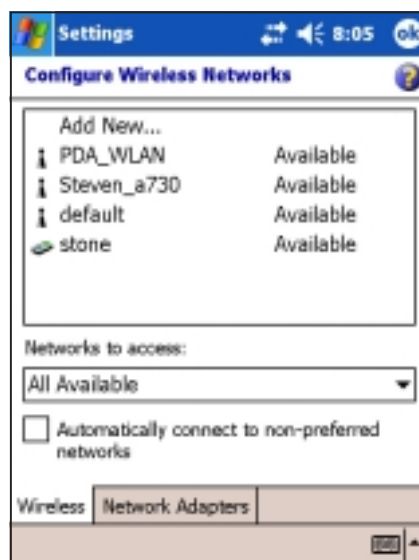 Settings 8:05 ok
Configure Wireless Networks ?
Add New...
PDA_WLAN Available
Steven_a730 Available
default Available
stone Available
Networks to access:
All Available
Automatically connect to non-preferred
networks
Wireless Network Adapters